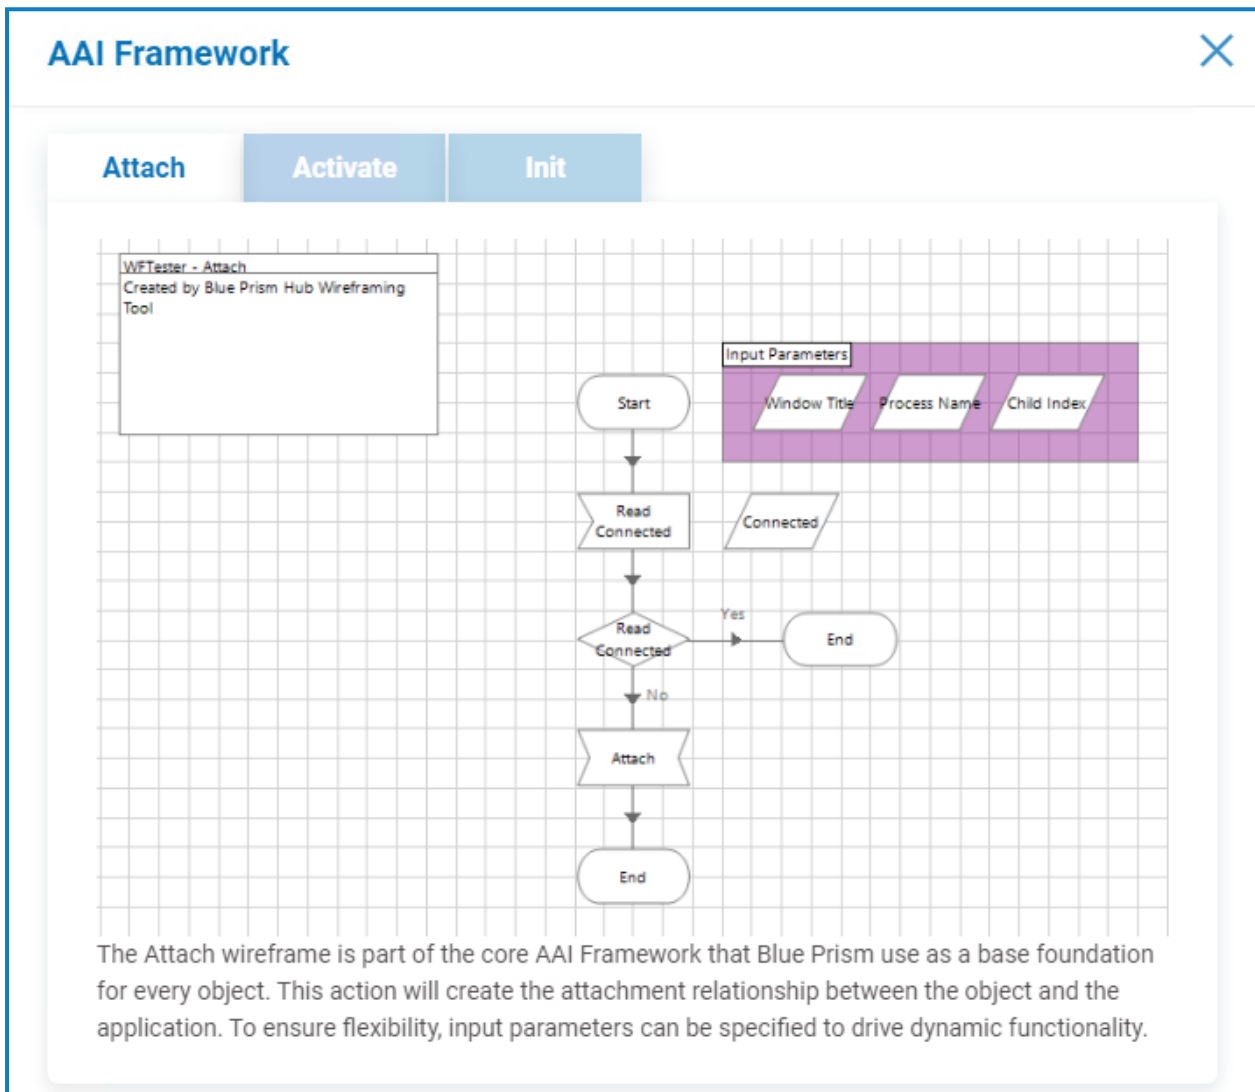 AAI Framework
Attach
Activate
Init
WFTester - Attach
Created by Blue Prism Hub Wireframing
Tool
Input Parameters
Window Title
Process Name
Child Index
Start
Read
Connected
Connected
Read
Connected
Yes
End
No
Attach
End
The Attach wireframe is part of the core AAI Framework that Blue Prism use as a base foundation
for every object. This action will create the attachment relationship between the object and the
application. To ensure flexibility, input parameters can be specified to drive dynamic functionality.